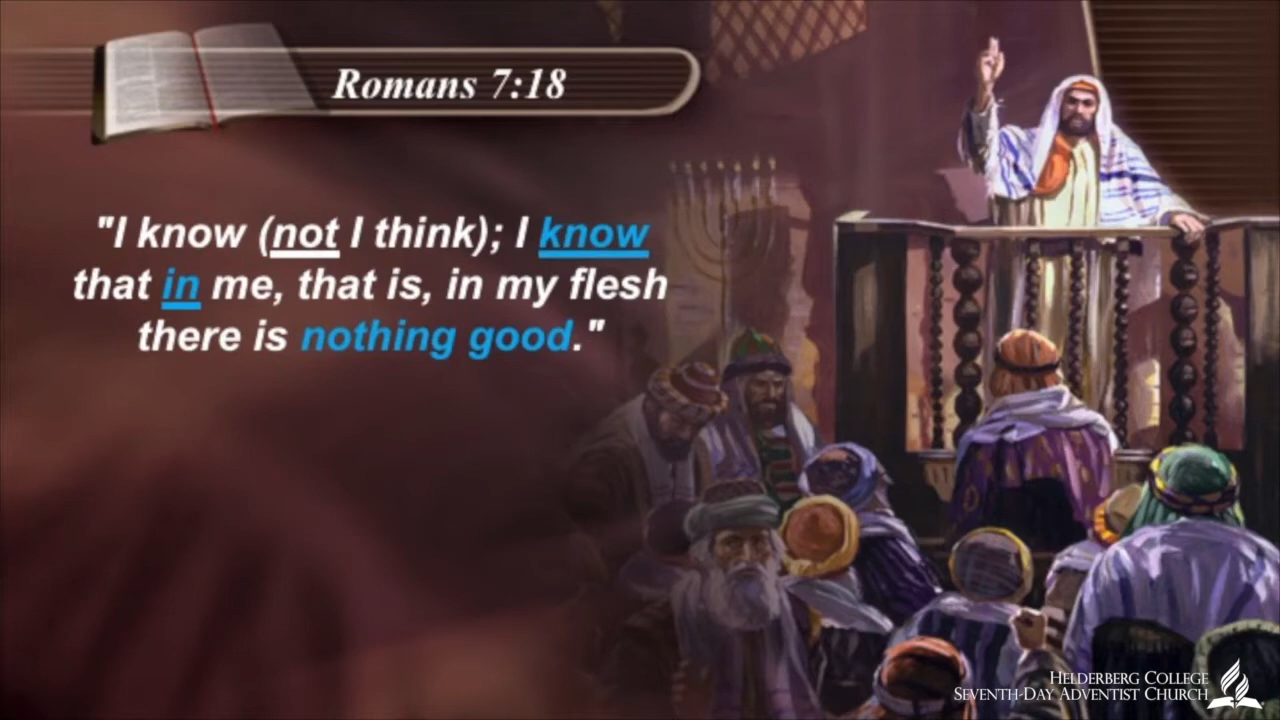 Romans 7:18
"I know (not I think); I know
that in me, that is, in my flesh
there is nothing good."
HELDERBERG COLLEGE
SEVENTH-DAY ADVENTIST CHURCH